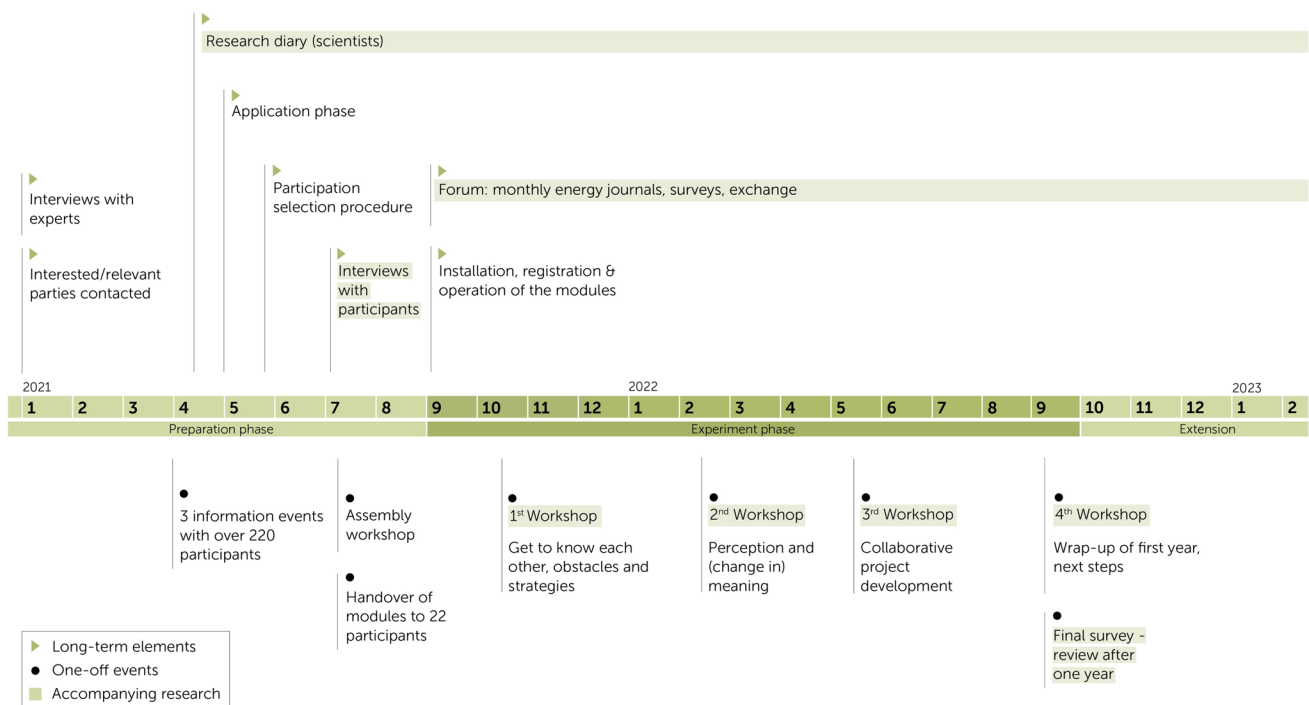 Research diary (scientists)
Application phase
Interviews with
experts
Participation
selection procedure
Forum: monthly energy journals, surveys, exchange
Interested/relevant
parties contacted
Interviews
with
participants
Installation, registration &
operation of the modules
2021 2022 2023
1 2 3 4 5 6 7 8 9 10 11 12 1 2 3 4 5 6 7 8 9 10 11 12 1 2
Preparation phase Experiment phase Extension
3 information events
with over 220
participants
Assembly
workshop
Handover of
modules to 22
participants
1st Workshop
Get to know each
other, obstacles and
strategies
2nd Workshop
Perception and
(change in)
meaning
3rd Workshop
Collaborative
project
development
4th Workshop
Wrap-up of first year,
next steps
Final survey -
review after
one year
Long-term elements
One-off events
Accompanying research